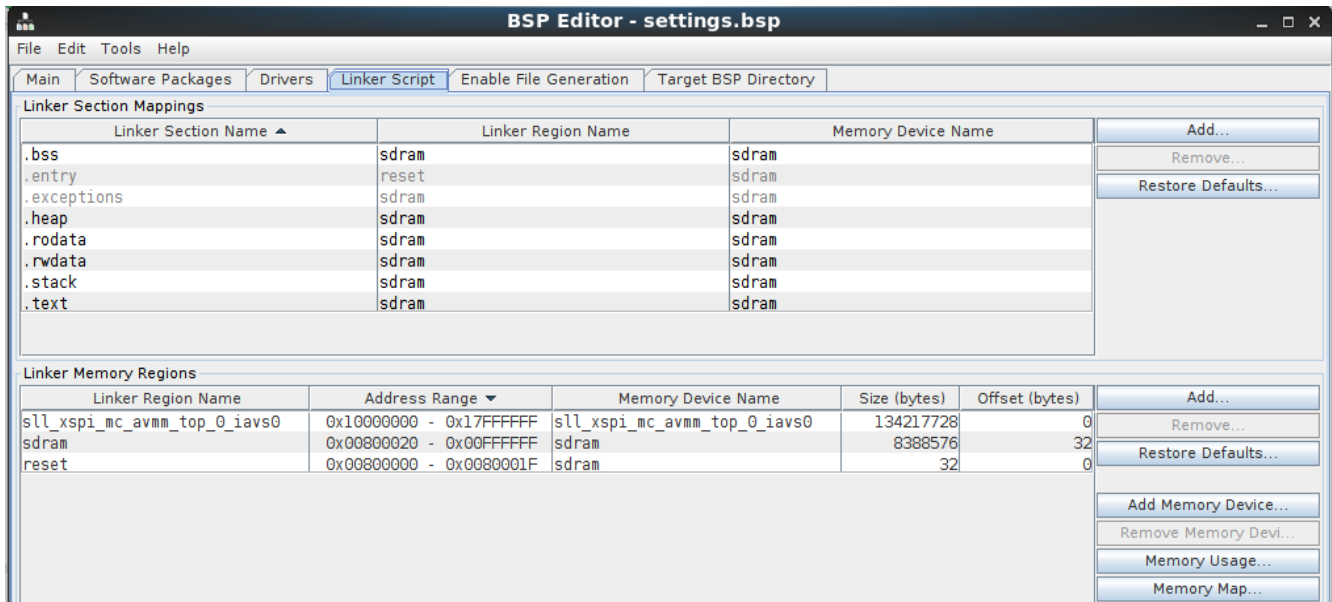 BSP Editor - settings.bsp
File Edit Tools Help
Main Software Packages Drivers Linker Script Enable File Generation Target BSP Directory
Linker Section Mappings
Linker Section Name Linker Region Name Memory Device Name Add...
.bss sdram sdram Remove...
.entry reset sdram
.exceptions sdram sdram Restore Defaults...
.heap sdram sdram
.rodata sdram sdram
.rwdata sdram sdram
.stack sdram sdram
.text sdram sdram
Linker Memory Regions
Linker Region Name Address Range Memory Device Name Size (bytes) Offset (bytes) Add...
sll_xspi_mc_avmm_top_0_iavs0 0x10000000 - 0x17FFFFFF sll_xspi_mc_avmm_top_0_iavs0 134217728 0 Remove...
sdram 0x00800020 - 0x00FFFFFF sdram 8388576 32 Restore Defaults...
reset 0x00800000 - 0x0080001F sdram 32 0
Add Memory Device...
Remove Memory Devi...
Memory Usage...
Memory Map...